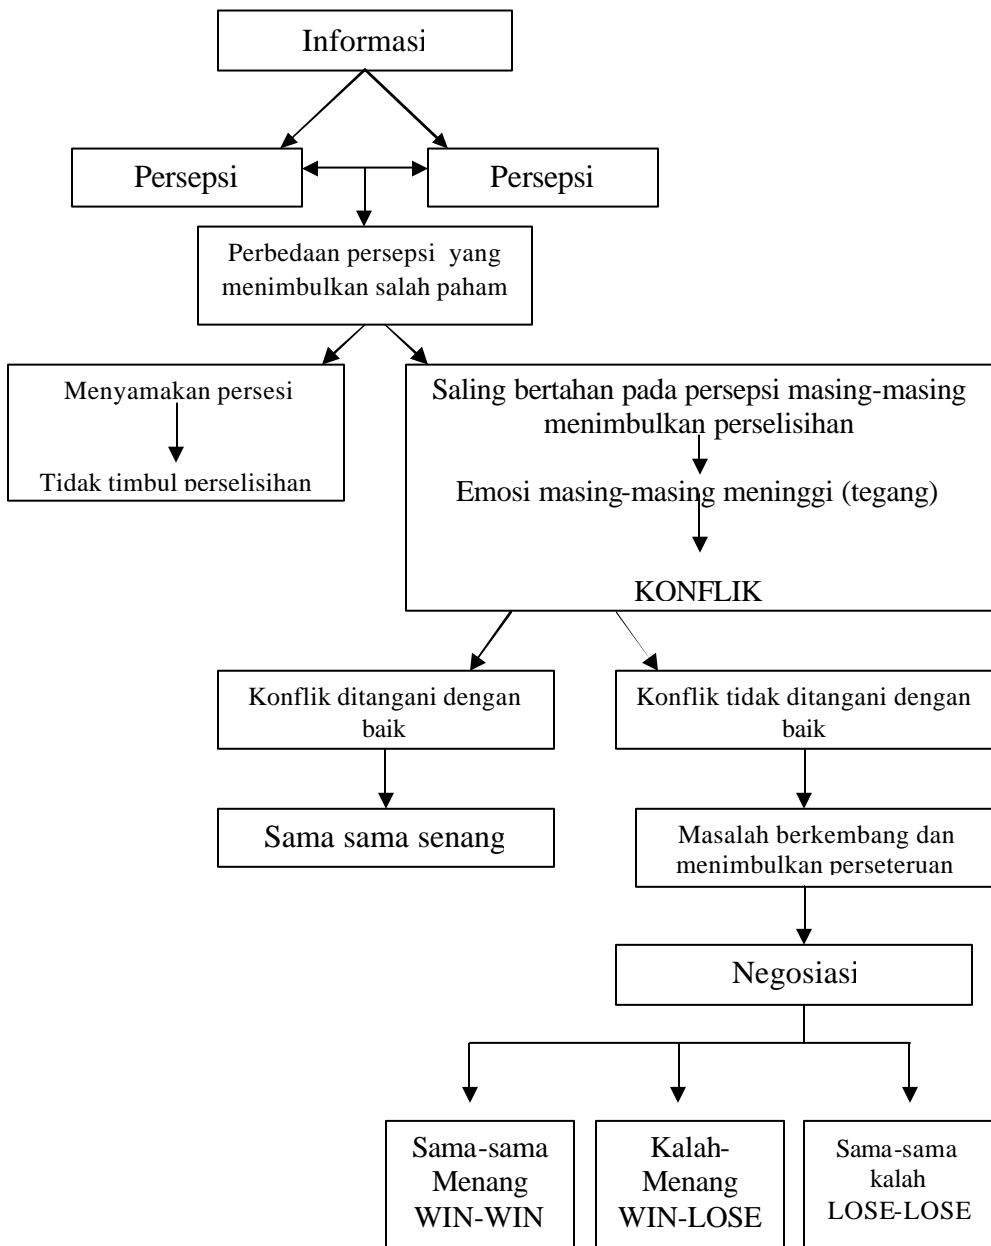 Informasi
Persepsi
Persepsi
Perbedaan persepsi yang
menimbulkan salah paham
Menyamakan persesi
Tidak timbul perselisihan
Saling bertahan pada persepsi masing-masing
menimbulkan perselisihan
Emosi masing-masing meninggi (tegang)
KONFLIK
Konflik ditangani dengan
baik
Konflik tidak ditangani dengan
baik
Sama sama senang
Masalah berkembang dan
menimbulkan perseteruan
Negosiasi
Sama-sama
Menang
WIN-WIN
Kalah-
Menang
WIN-LOSE
Sama-sama
kalah
LOSE-LOSE